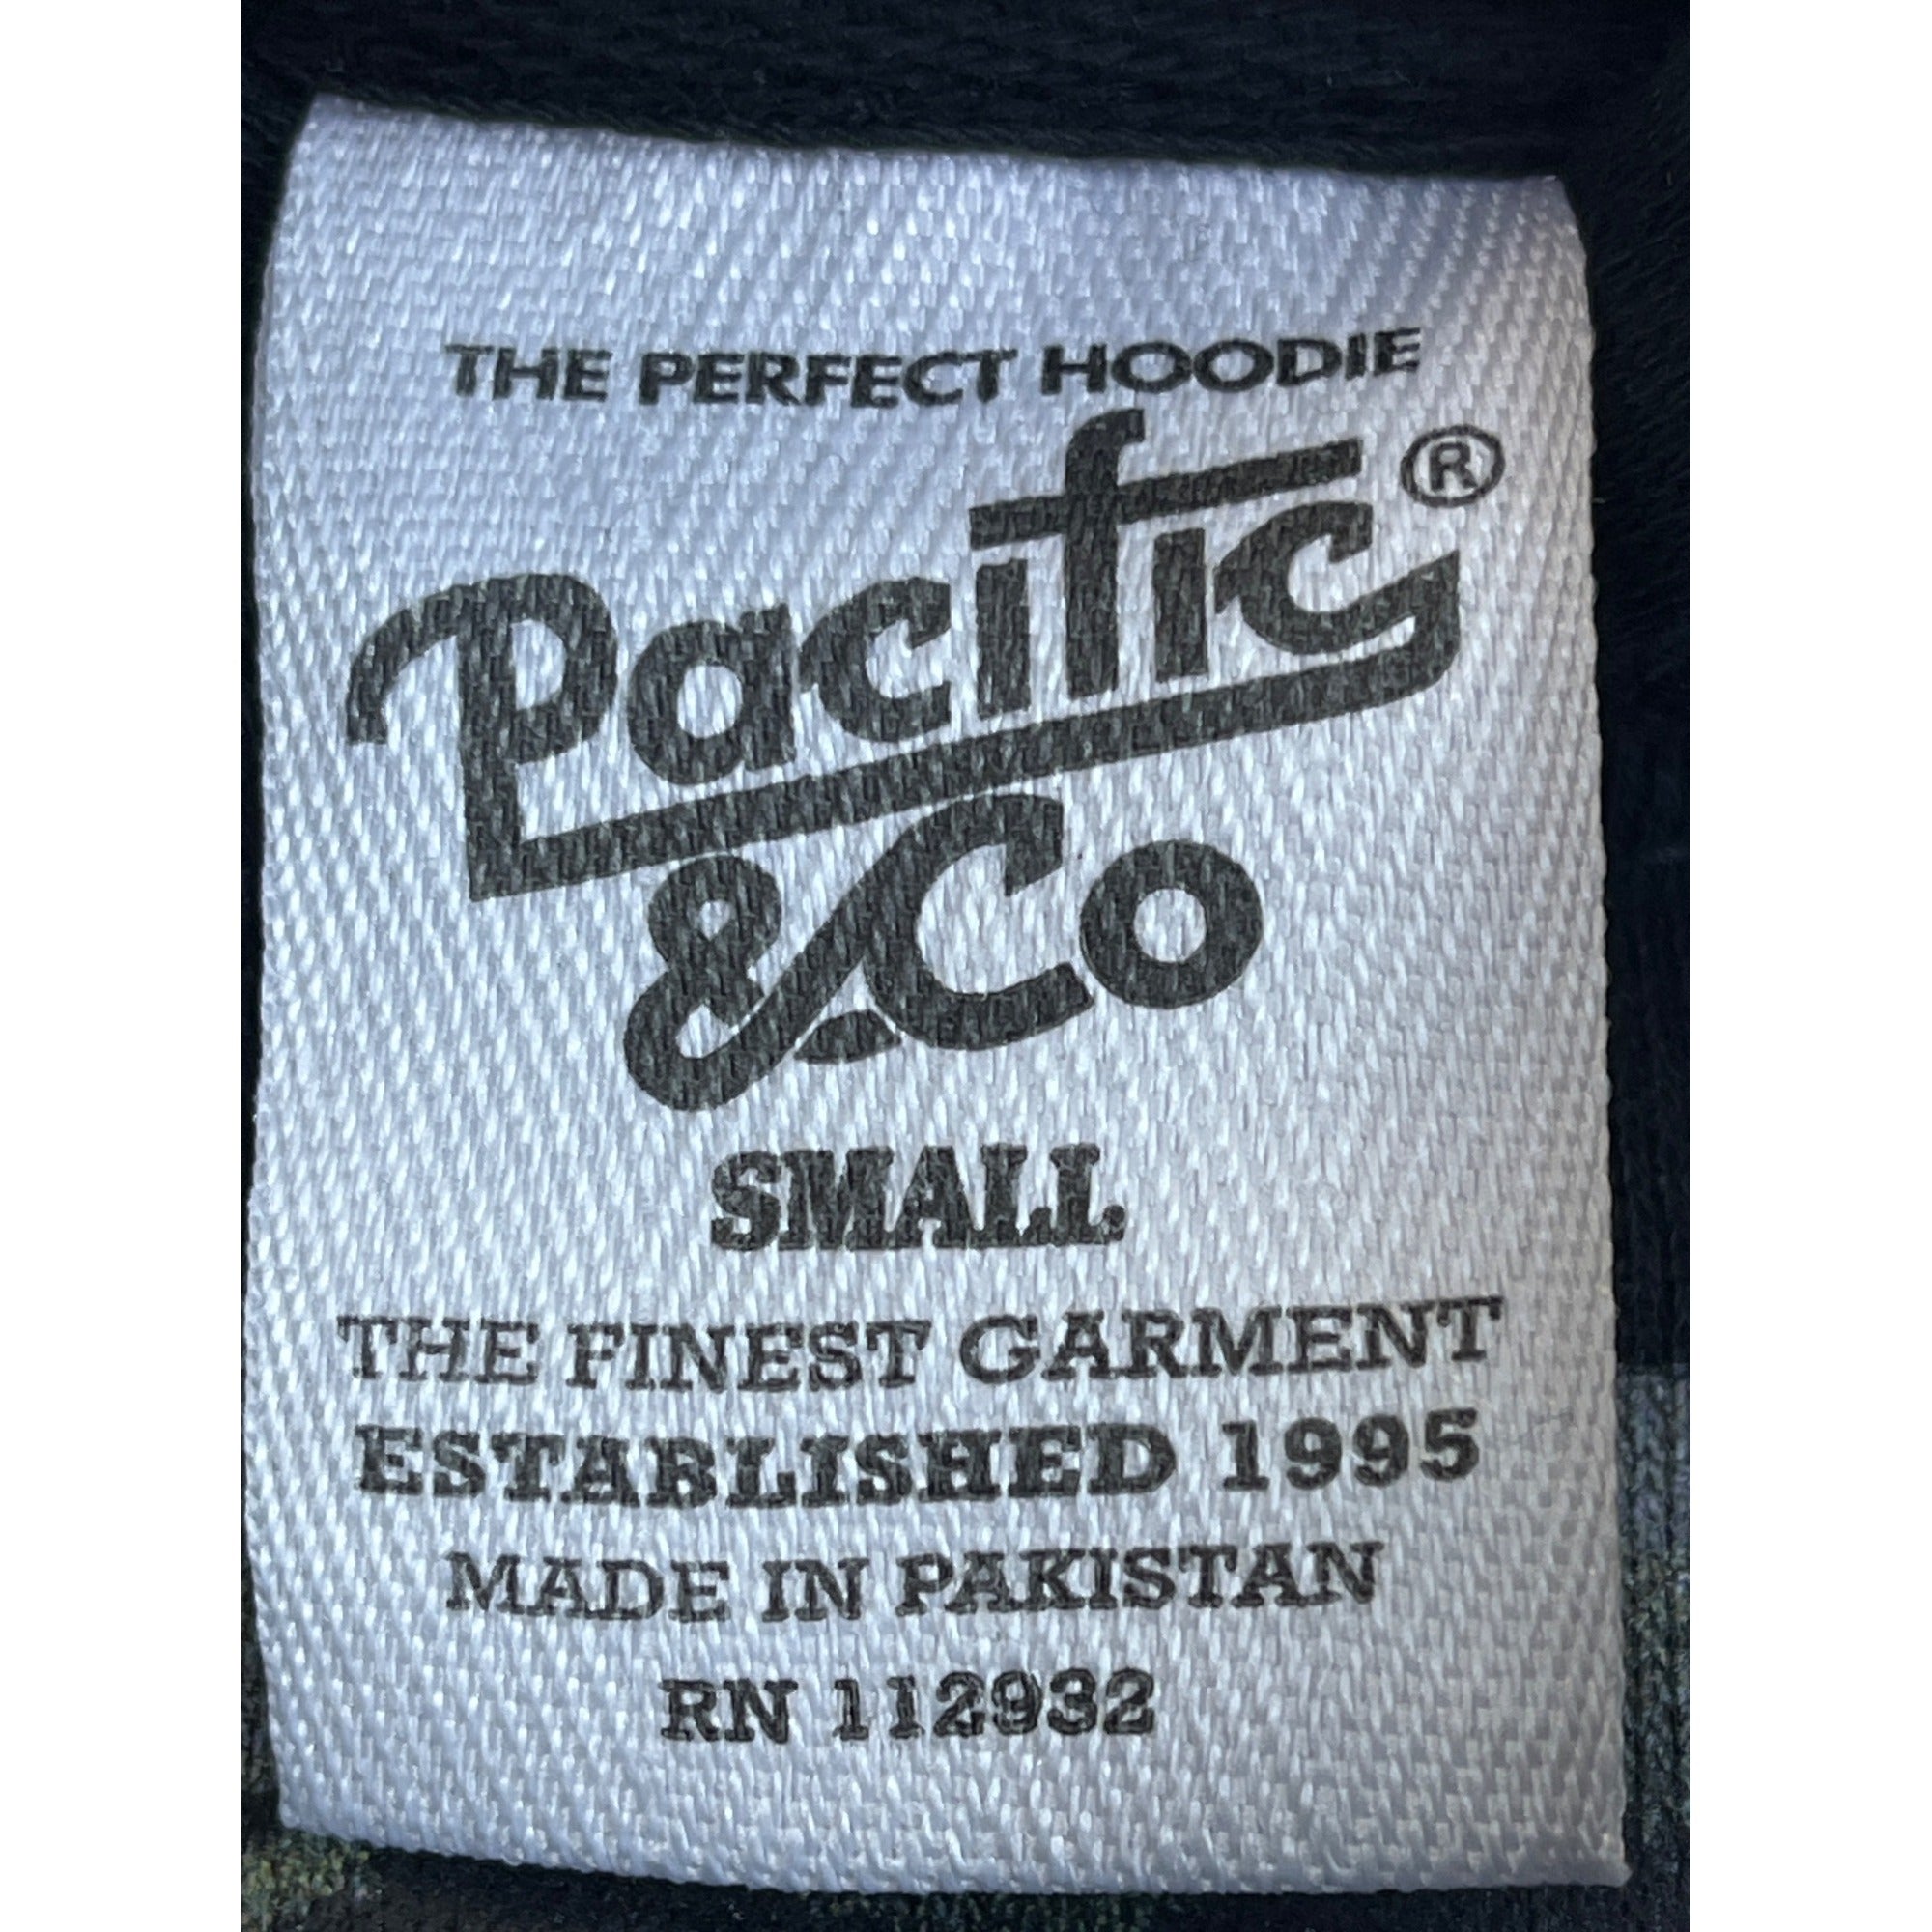 THE PERFECT HOODIE
Pacific ®
& Co
SMALL
THE FINEST GARMENT
ESTABLISHED 1995
MADE IN PAKISTAN
RN 112932